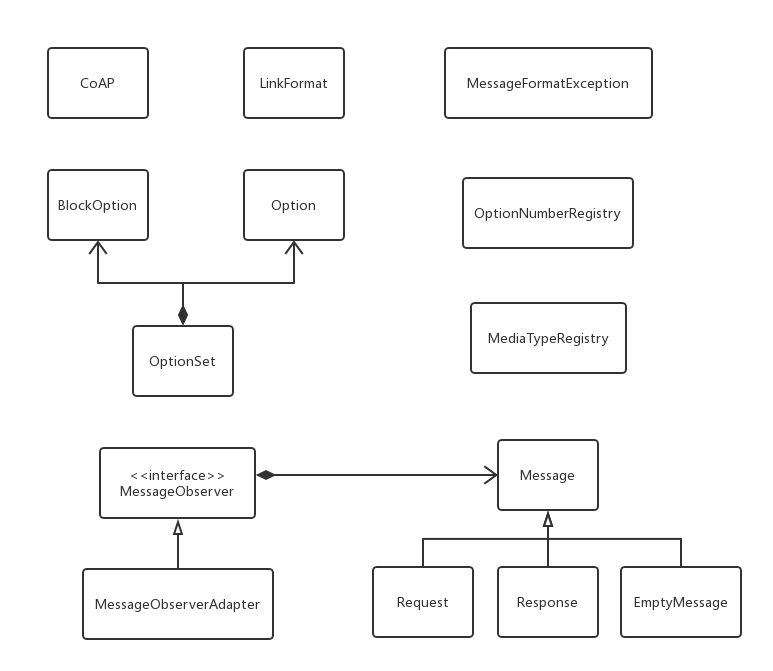 CoAP
LinkFormat
MessageFormatException
BlockOption
Option
OptionNumberRegistry
MediaTypeRegistry
OptionSet
<<interface>>
MessageObserver
Message
MessageObserverAdapter
Request
Response
EmptyMessage